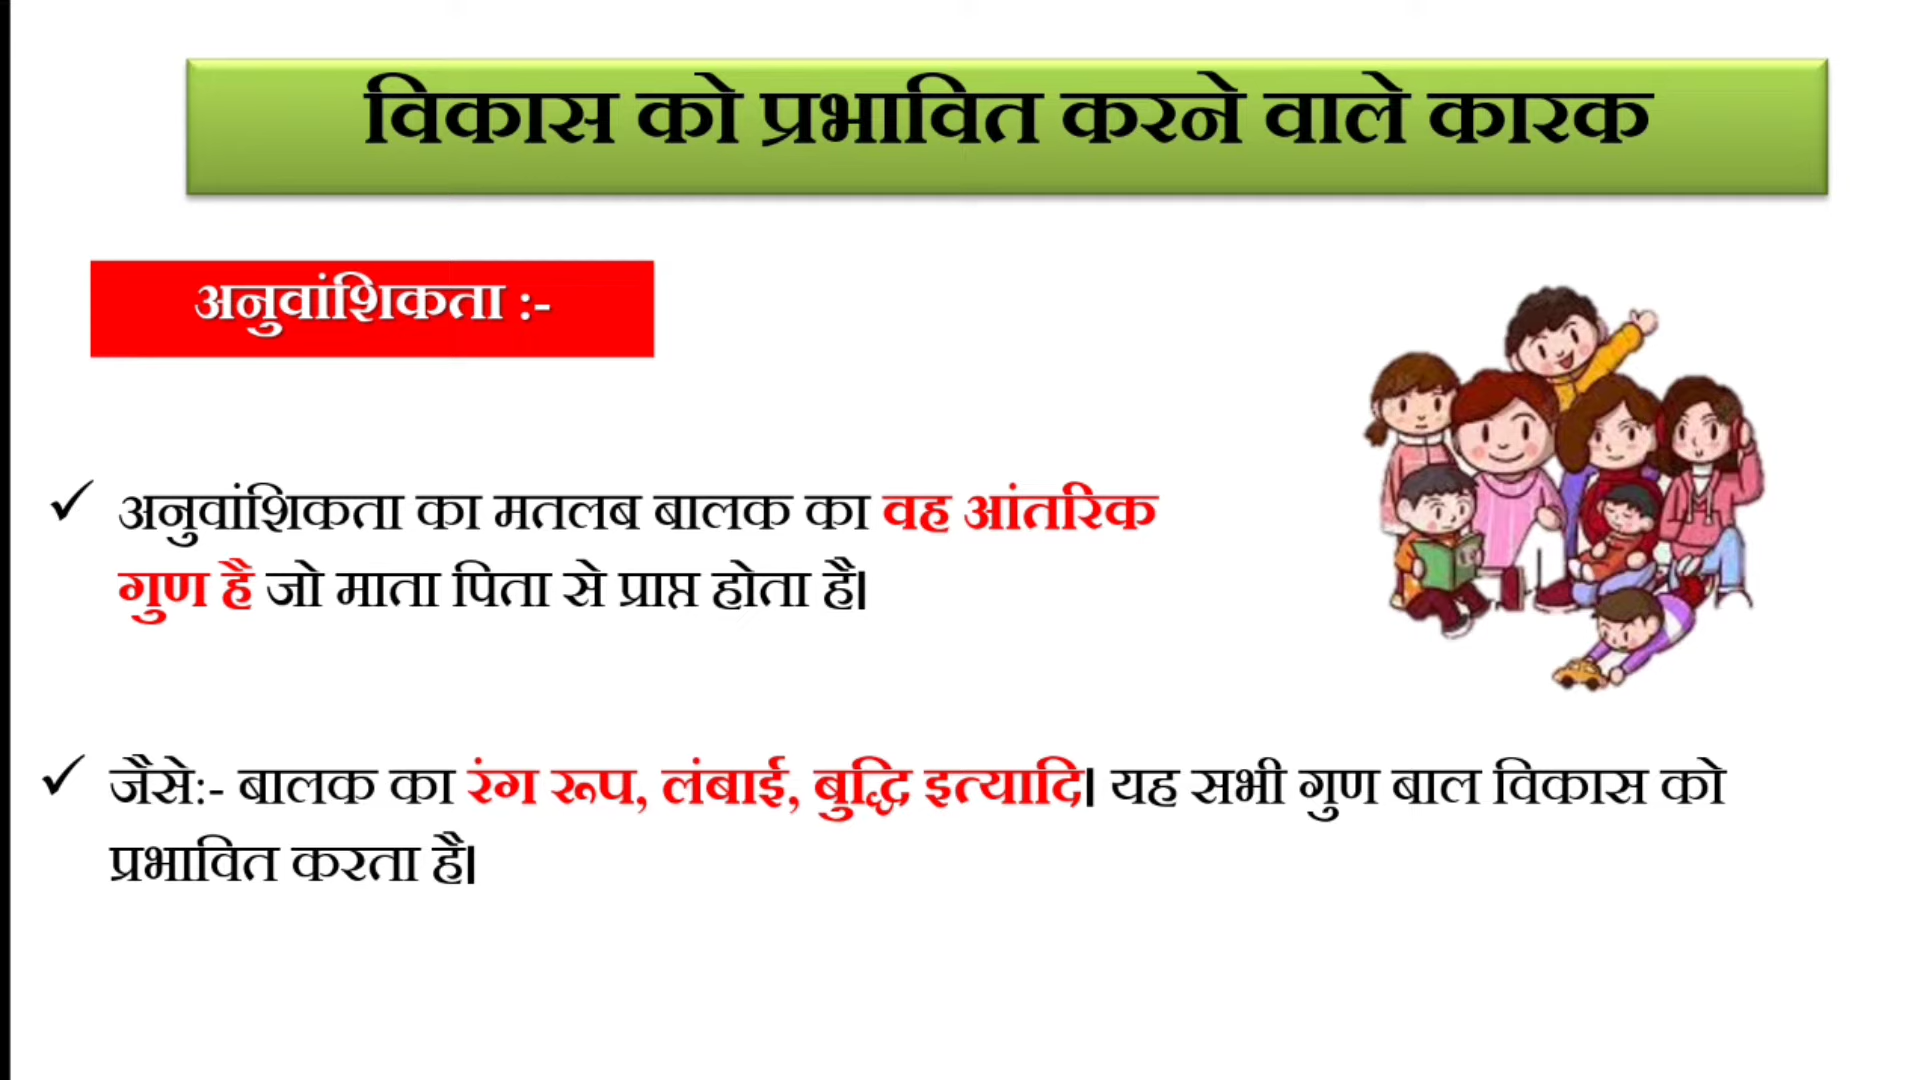 विकास को प्रभावित करने वाले कारक
अनुवांशिकता :-
✓ अनुवांशिकता का मतलब बालक का वह आंतरिक
गुण है जो माता पिता से प्राप्त होता है।
✓ जैसे:- बालक का रंग रूप, लंबाई, बुद्धि इत्यादि। यह सभी गुण बाल विकास को
प्रभावित करता है।